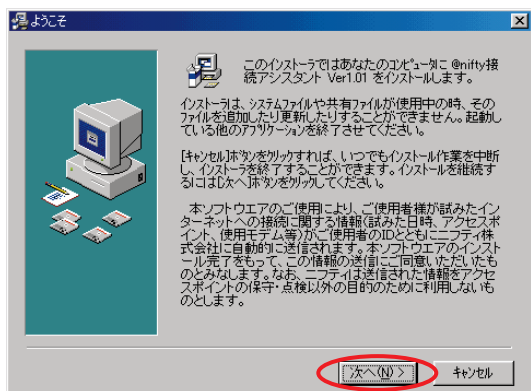 ようこそ
このインストーラではあなたのコンピュータに @nifty接
続アシスタント Ver1.01 をインストールします。
インストーラは、システムファイルや共有ファイルが使用中の時、その
ファイルを追加したり更新したりすることができません。起動し
ている他のアプリケーションを終了させてください。
[キャンセル]ボタンをクリックすれば、いつでもインストール作業を中断
し、インストーラを終了することができます。インストールを継続す
るには[次へ]ボタンをクリックしてください。
本ソフトウエアのご使用により、ご使用者様が試みたイン
ターネットへの接続に関する情報(試みた日時、アクセスポ
イント、使用モデム等)がご使用者のIDとともにニフティ株
式会社に自動的に送信されます。本ソフトウエアのインスト
ール完了をもって、この情報の送信にご同意いただいたも
のとみなします。なお、ニフティは送信された情報をアクセ
スポイントの保守・点検以外の目的のために利用しないも
のとします。
次へ(N) >
キャンセル